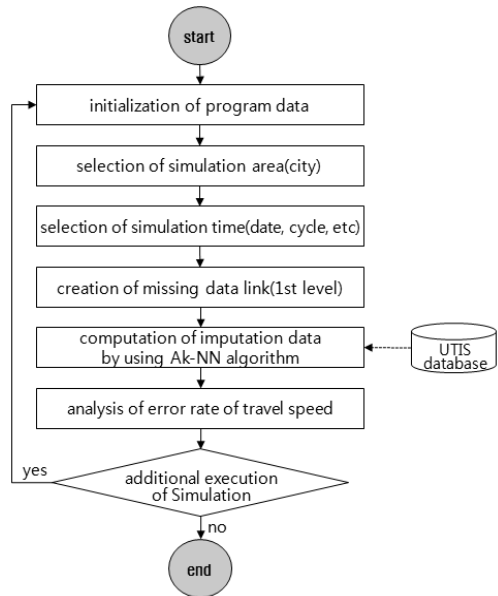 start
initialization of program data
selection of simulation area(city)
selection of simulation time(date, cycle, etc)
creation of missing data link(1st level)
computation of imputation data
by using Ak-NN algorithm
UTIS
database
analysis of error rate of travel speed
yes
additional execution
of Simulation
no
end